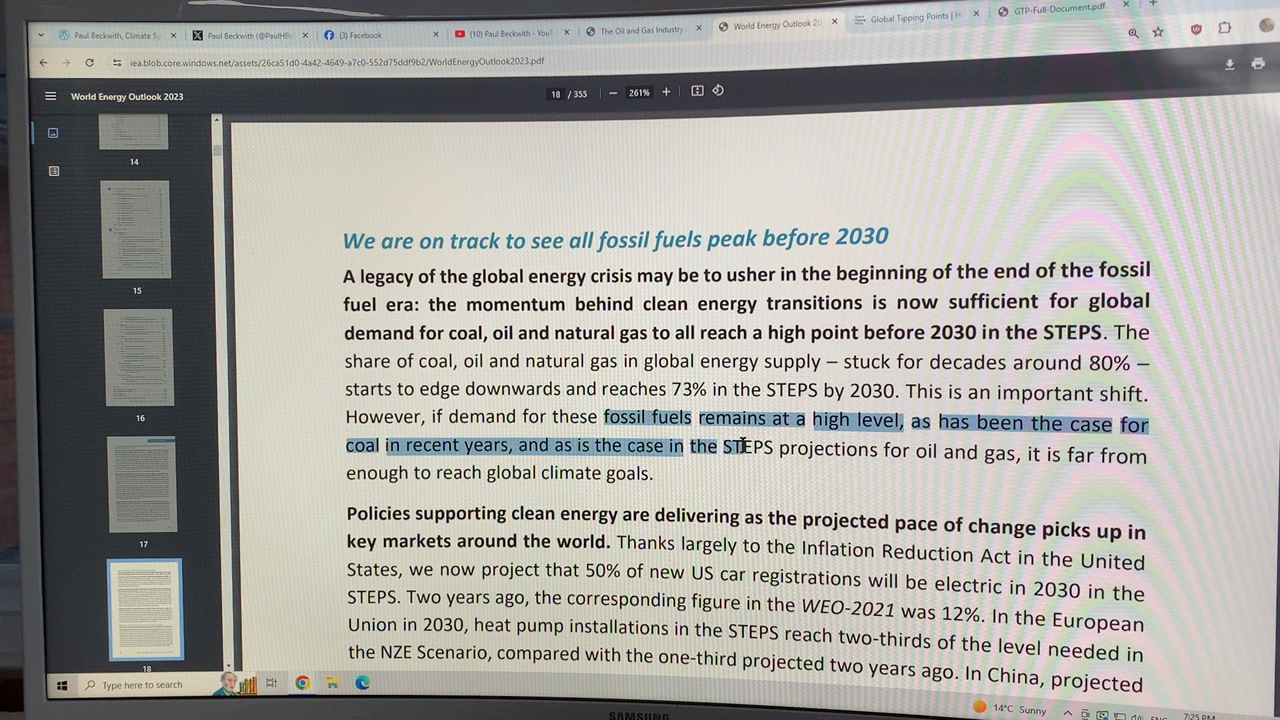 Paul Beckwith, Climate Sy
Paul Beckwith (@PaulHBe
(3) Facebook
(10) Paul Beckwith - YouT
The Oil and Gas Industry
World Energy Outlook 20
Global Tipping Points | H
GTP-Full-Document.pdf
iea.blob.core.windows.net/assets/26ca51d0-4a42-4649-a7c0-552d75ddf9b2/WorldEnergyOutlook2023.pdf
World Energy Outlook 2023
18 / 355
261%
14
15
16
17
18
We are on track to see all fossil fuels peak before 2030
A legacy of the global energy crisis may be to usher in the beginning of the end of the fossil
fuel era: the momentum behind clean energy transitions is now sufficient for global
demand for coal, oil and natural gas to all reach a high point before 2030 in the STEPS. The
share of coal, oil and natural gas in global energy supply – stuck for decades around 80% –
starts to edge downwards and reaches 73% in the STEPS by 2030. This is an important shift.
However, if demand for these fossil fuels remains at a high level, as has been the case for
coal in recent years, and as is the case in the STEPS projections for oil and gas, it is far from
enough to reach global climate goals.
Policies supporting clean energy are delivering as the projected pace of change picks up in
key markets around the world. Thanks largely to the Inflation Reduction Act in the United
States, we now project that 50% of new US car registrations will be electric in 2030 in the
STEPS. Two years ago, the corresponding figure in the WEO-2021 was 12%. In the European
Union in 2030, heat pump installations in the STEPS reach two-thirds of the level needed in
the NZE Scenario, compared with the one-third projected two years ago. In China, projected
Type here to search
14°C Sunny
7:25 PM
SAMSUNG